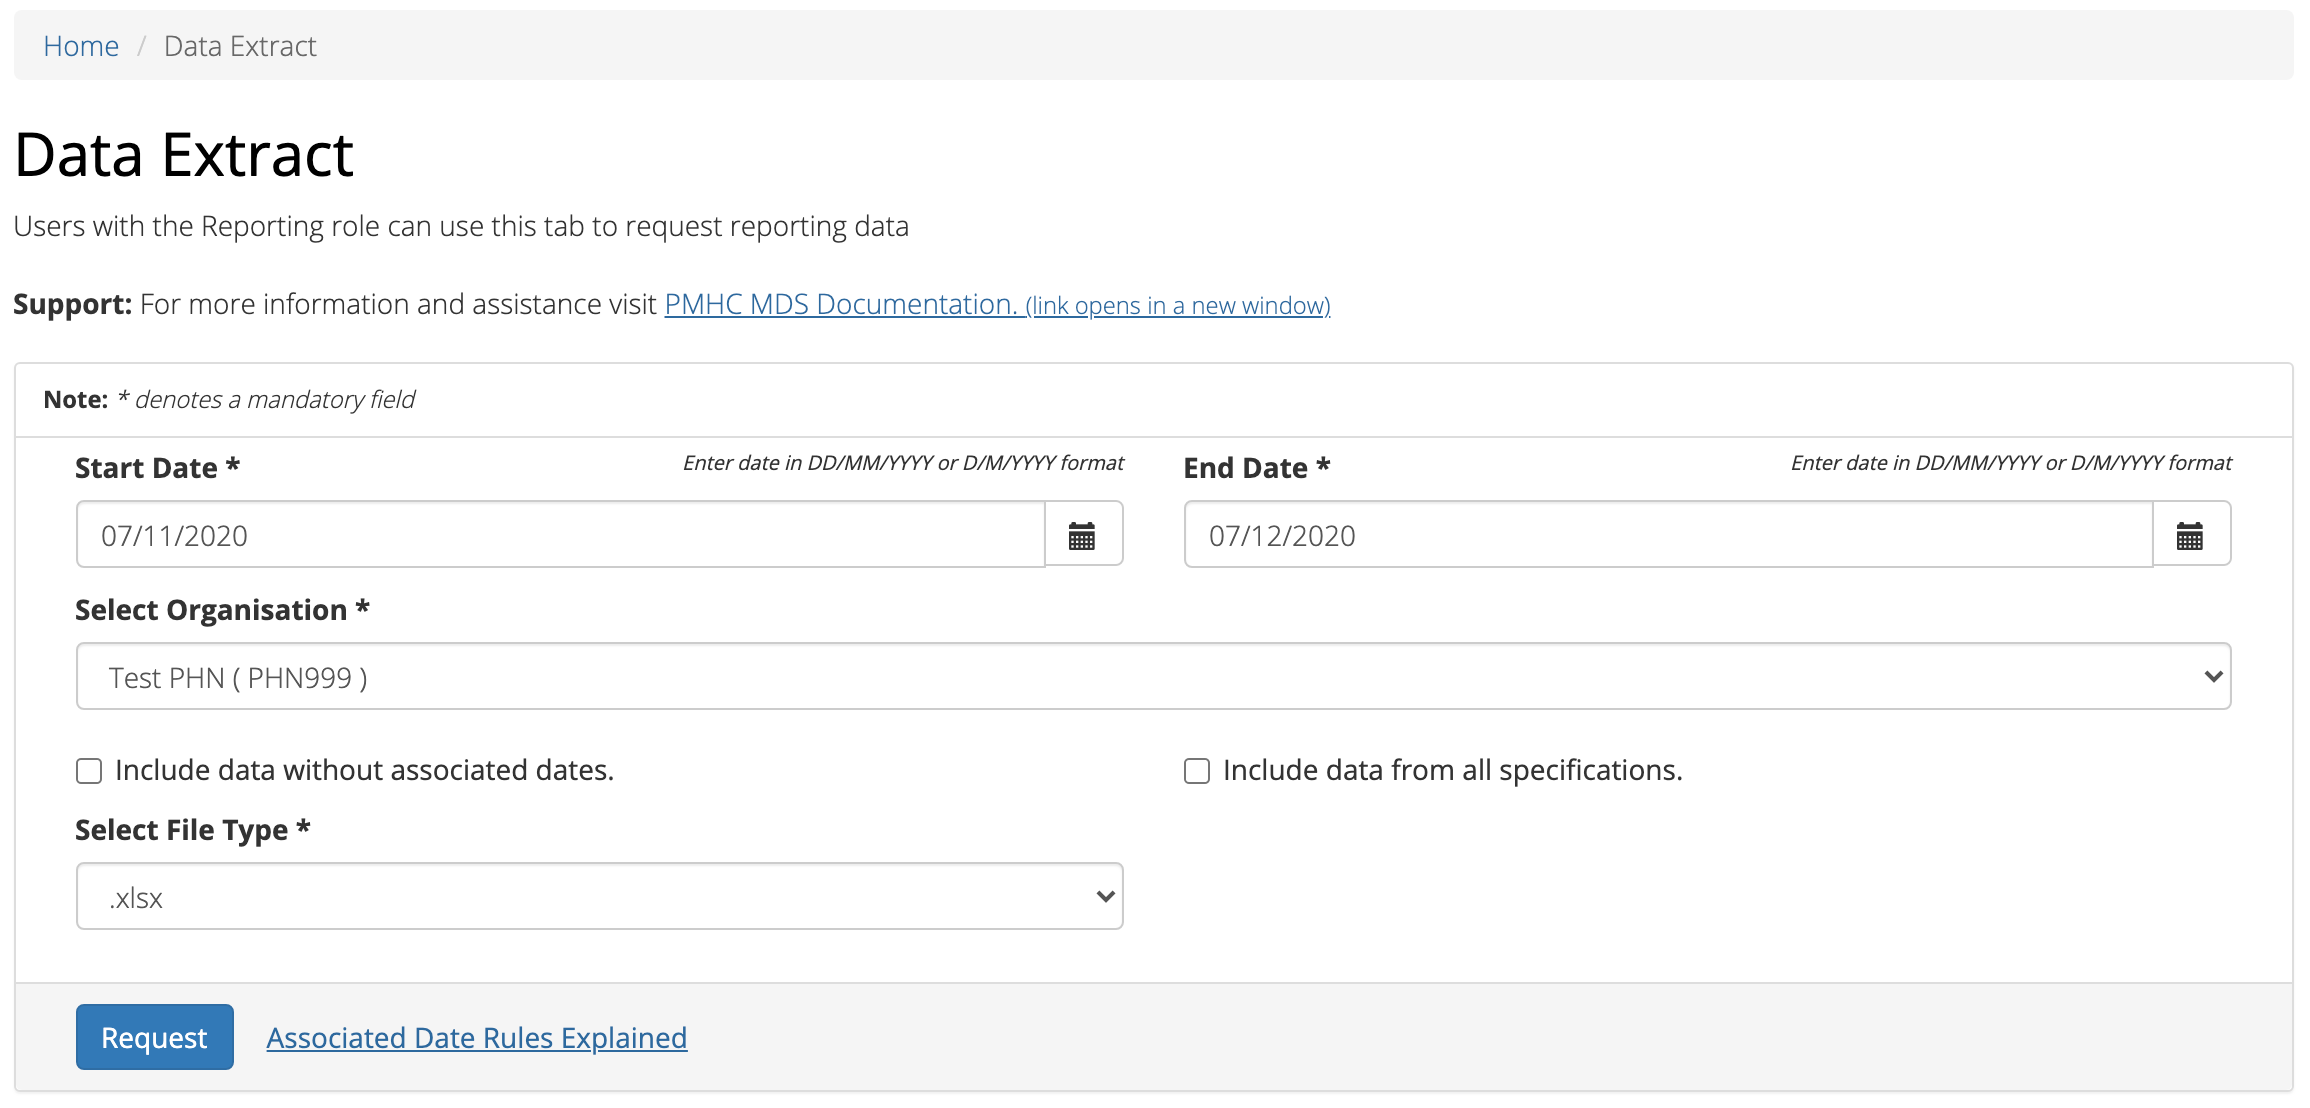 Home / Data Extract
Data Extract
Users with the Reporting role can use this tab to request reporting data
Support: For more information and assistance visit PMHC MDS Documentation. (link opens in a new window)
Note: * denotes a mandatory field
Start Date * Enter date in DD/MM/YYYY or D/M/YYYY format
End Date * Enter date in DD/MM/YYYY or D/M/YYYY format
07/11/2020
07/12/2020
Select Organisation *
Test PHN ( PHN999 )
Include data without associated dates.
Include data from all specifications.
Select File Type *
.xlsx
Request
Associated Date Rules Explained